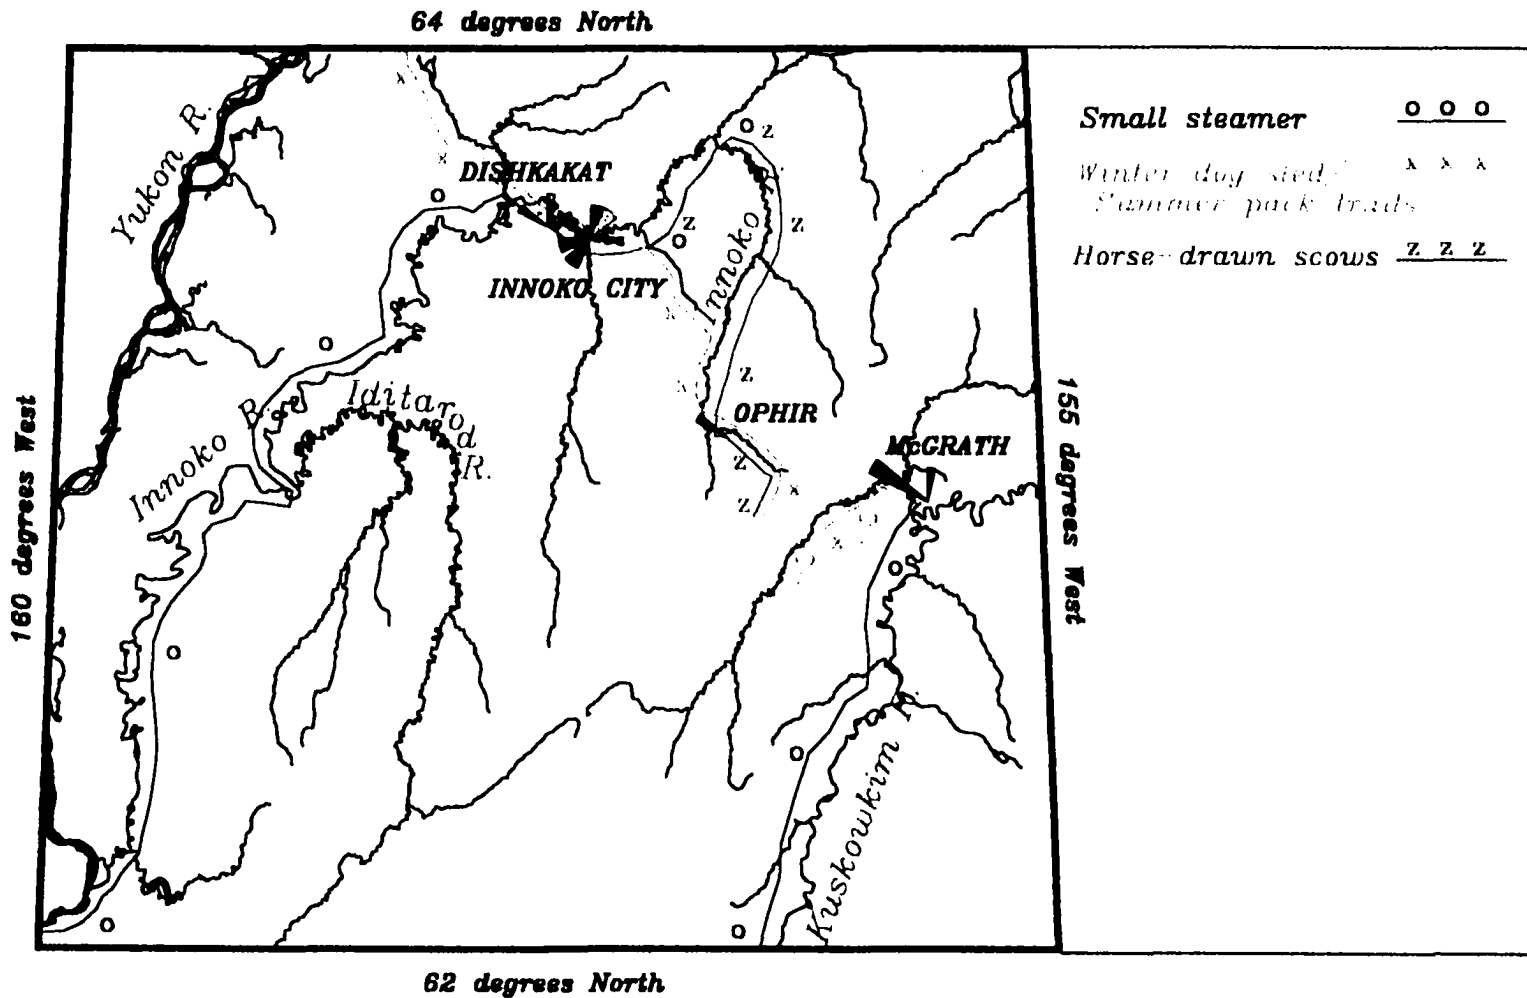 64 degrees North
Small steamer o o o
Winter dog sled/ x x x
Summer pack trails
Horse-drawn scows z z z
Yukon R.
DISHKAKAT
INNOKO CITY
Innoko
OPHIR
McGRATH
Iditarod R.
Innoko R.
Kuskowkim R.
160 degrees West
155 degrees West
62 degrees North